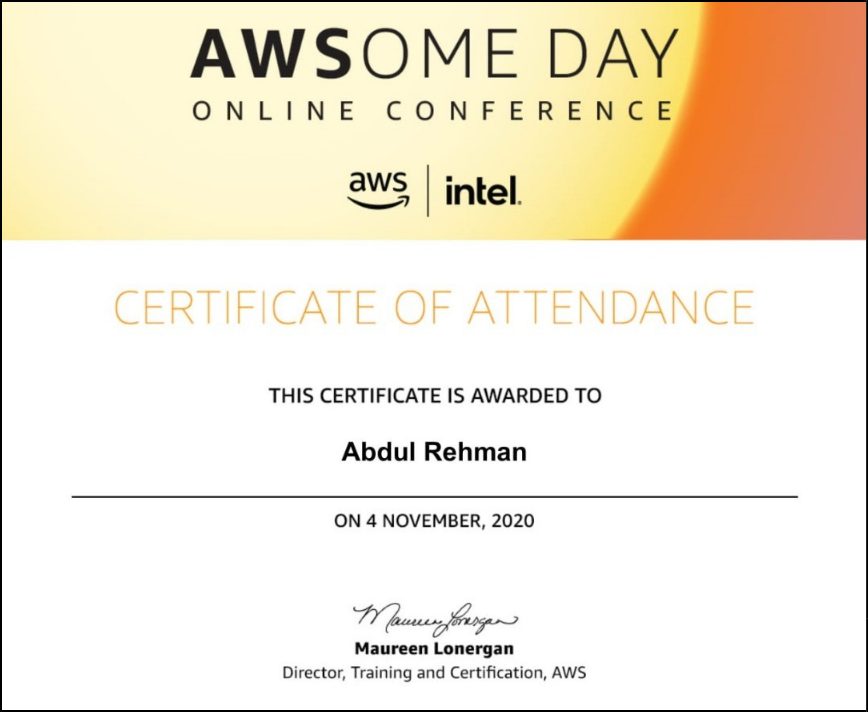 AWSOME DAY
ONLINE CONFERENCE
aws intel.
CERTIFICATE OF ATTENDANCE
THIS CERTIFICATE IS AWARDED TO
Abdul Rehman
ON 4 NOVEMBER, 2020
Maureen Lonergan
Maureen Lonergan
Director, Training and Certification, AWS